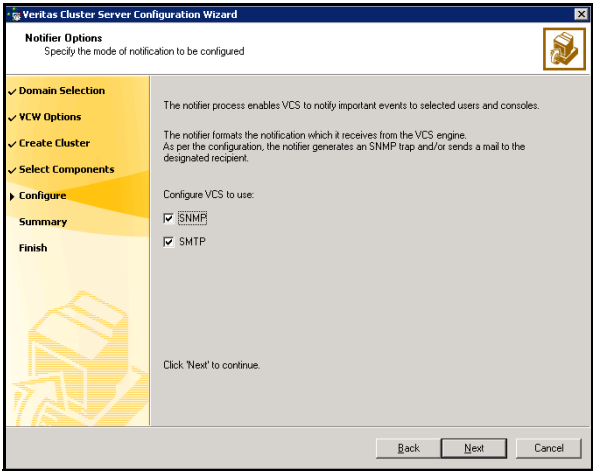 Veritas Cluster Server Configuration Wizard
Notifier Options
Specify the mode of notification to be configured
Domain Selection
VCW Options
Create Cluster
Select Components
Configure
Summary
Finish
The notifier process enables VCS to notify important events to selected users and consoles.
The notifier formats the notification which it receives from the VCS engine.
As per the configuration, the notifier generates an SNMP trap and/or sends a mail to the
designated recipient.
Configure VCS to use:
SNMP
SMTP
Click 'Next' to continue.
Back Next Cancel